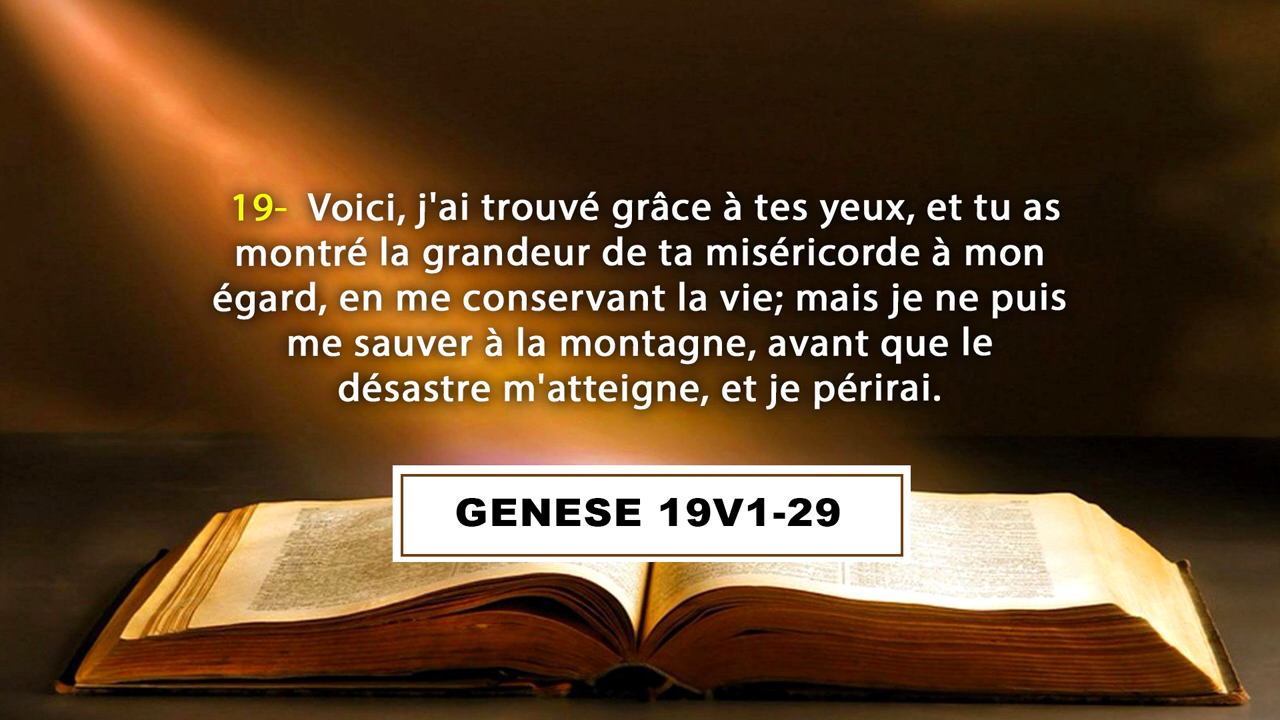 19- Voici, j'ai trouvé grâce à tes yeux, et tu as
montré la grandeur de ta miséricorde à mon
égard, en me conservant la vie; mais je ne puis
me sauver à la montagne, avant que le
désastre m'atteigne, et je périrai.
GENESE 19V1-29